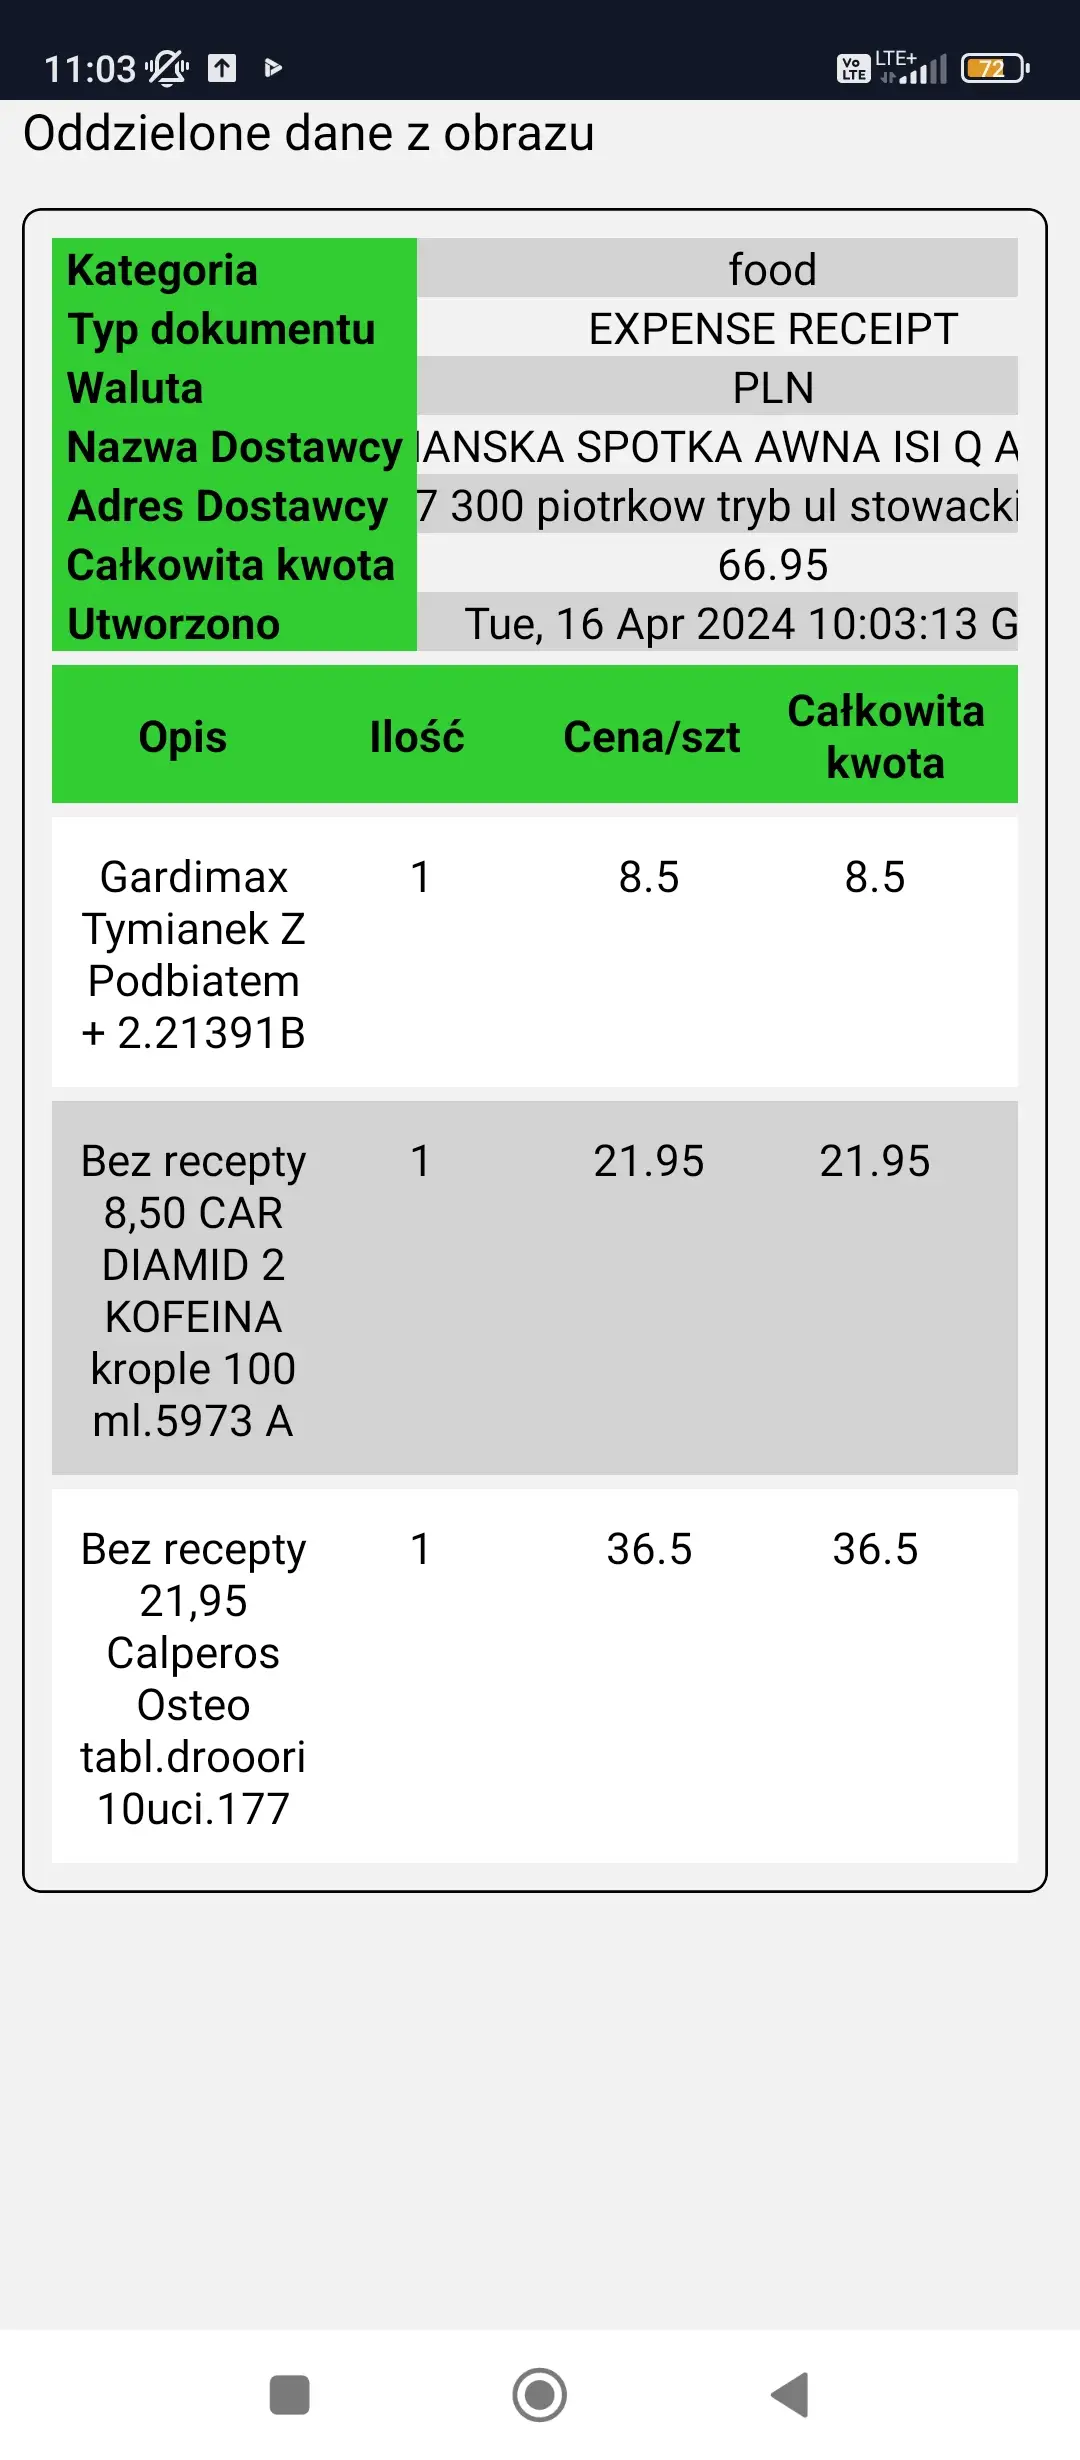 11:03 Vo LTE LTE+ 72
Oddzielone dane z obrazu
Kategoria food
Typ dokumentu EXPENSE RECEIPT
Waluta PLN
Nazwa Dostawcy IANSKA SPOTKA AWNA ISI Q A
Adres Dostawcy 7 300 piotrkow tryb ul stowacki
Całkowita kwota 66.95
Utworzono Tue, 16 Apr 2024 10:03:13 G
Opis Ilość Cena/szt Całkowita kwota
Gardimax 1 8.5 8.5
Tymianek Z
Podbiatem
+ 2.21391B
Bez recepty 1 21.95 21.95
8,50 CAR
DIAMID 2
KOFEINA
krople 100
ml.5973 A
Bez recepty 1 36.5 36.5
21,95
Calperos
Osteo
tabl.drooori
10uci.177